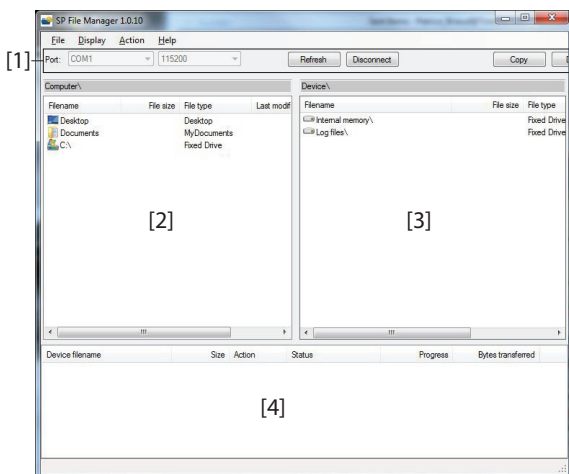 SP File Manager 1.0.10
File Display Action Help
[1] Port: COM1 115200 Refresh Disconnect Copy
Computer\ Device\
Filename File size File type Last modif Filename File size File type
Desktop Desktop Internal memory\ Fixed Drive
Documents MyDocuments Log files\ Fixed Drive
C:\ Fixed Drive
[2] [3]
Device filename Size Action Status Progress Bytes transferred
[4]